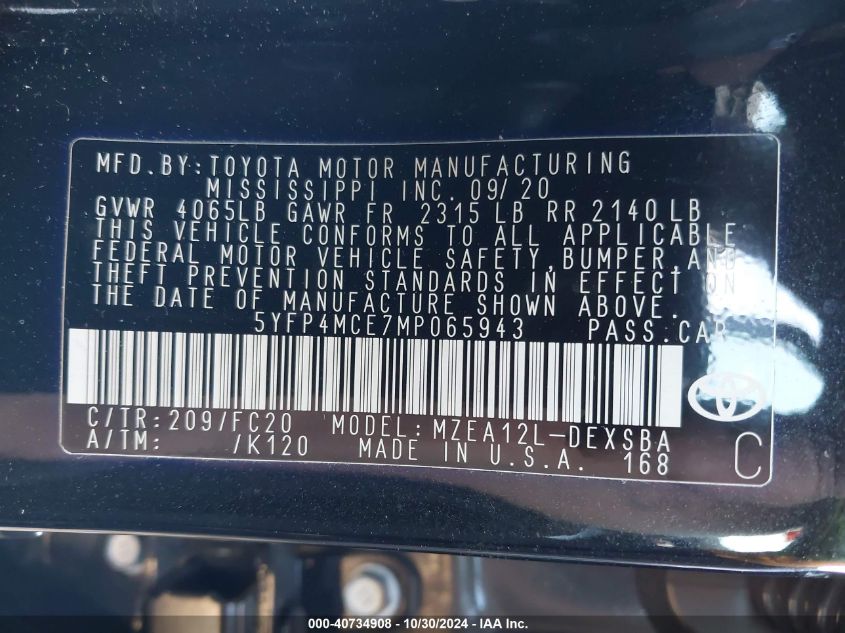 MFD.BY:TOYOTA MOTOR MANUFACTURING
MISSISSIPPI INC. 09/20
GVWR 4065LB GAWR FR 2315 LB RR 2140 LB
THIS VEHICLE CONFORMS TO ALL APPLICABLE
FEDERAL MOTOR VEHICLE SAFETY,BUMPER,AND
THEFT PREVENTION STANDARDS IN EFFECT ON
THE DATE OF MANUFACTURE SHOWN ABOVE.
5YFP4MCE7MP065943 PASS.CAR
C/TR:209/FC20 MODEL:MZEA12L-DEXSBA
A/TM: /K120 MADE IN U.S.A. 168 C
000-40734908 - 10/30/2024 - IAA Inc.